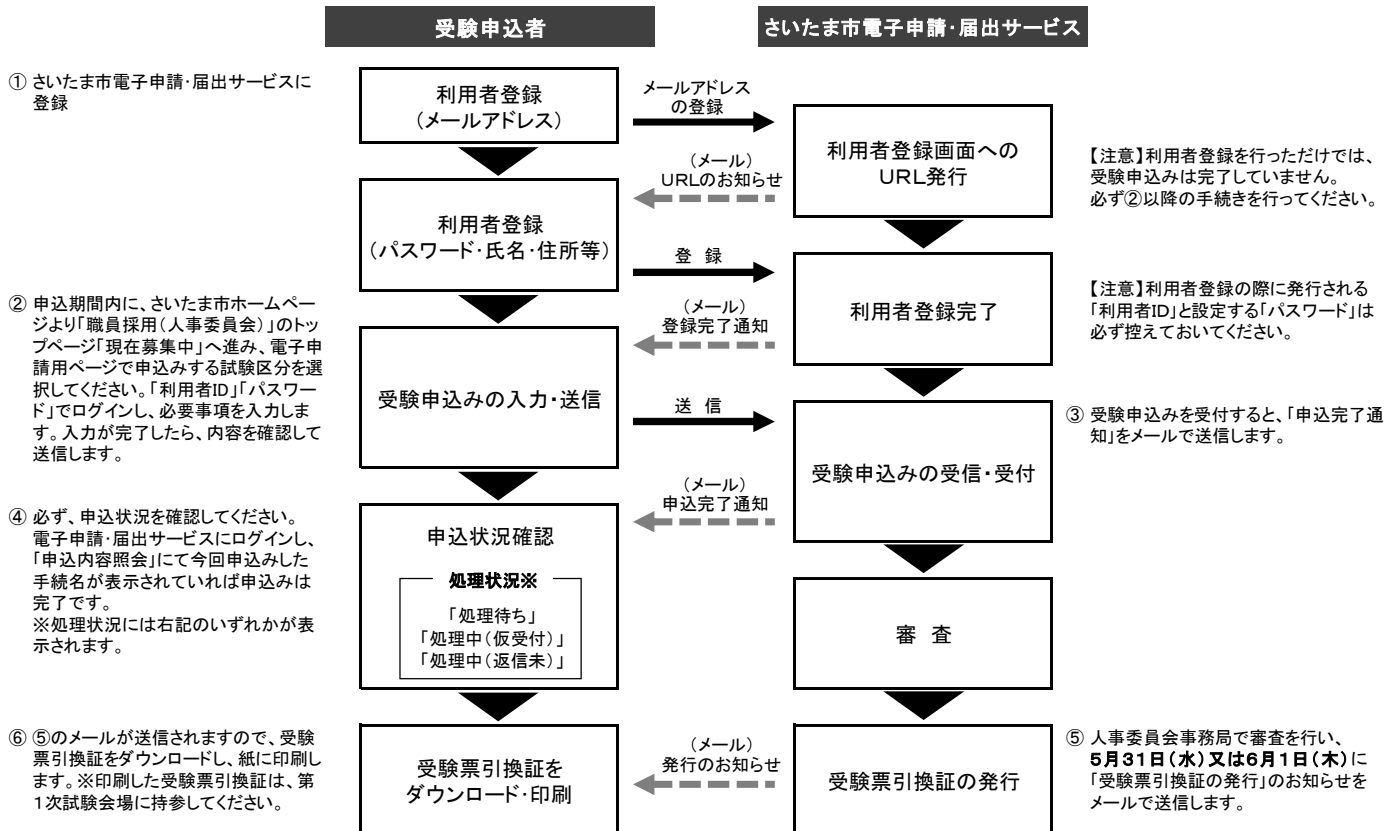 受験申込者
さいたま市電子申請・届出サービス
① さいたま市電子申請・届出サービスに
登録
利用者登録
(メールアドレス)
メールアドレス
の登録
利用者登録画面への
URL発行
(メール)
URLのお知らせ
【注意】利用者登録を行っただけでは、
受験申込みは完了していません。
必ず②以降の手続きを行ってください。
利用者登録
(パスワード・氏名・住所等)
登 録
② 申込期間内に、さいたま市ホームペー
ジより「職員採用(人事委員会)」のトッ
プページ「現在募集中」へ進み、電子申
請用ページで申込みする試験区分を選
択してください。「利用者ID」「パスワー
ド」でログインし、必要事項を入力しま
す。入力が完了したら、内容を確認して
送信します。
(メール)
登録完了通知
利用者登録完了
【注意】利用者登録の際に発行される
「利用者ID」と設定する「パスワード」は
必ず控えておいてください。
受験申込みの入力・送信
送 信
受験申込みの受信・受付
③ 受験申込みを受付すると、「申込完了通
知」をメールで送信します。
(メール)
申込完了通知
④ 必ず、申込状況を確認してください。
電子申請・届出サービスにログインし、
「申込内容照会」にて今回申込みした
手続名が表示されていれば申込みは
完了です。
※処理状況には右記のいずれかが表
示されます。
申込状況確認
処理状況※
「処理待ち」
「処理中(仮受付)」
「処理中(返信未)」
審 査
⑥ ⑤のメールが送信されますので、受験
票引換証をダウンロードし、紙に印刷し
ます。※印刷した受験票引換証は、第
1次試験会場に持参してください。
受験票引換証を
ダウンロード・印刷
(メール)
発行のお知らせ
受験票引換証の発行
⑤ 人事委員会事務局で審査を行い、
5月31日(水)又は6月1日(木)に
「受験票引換証の発行」のお知らせを
メールで送信します。